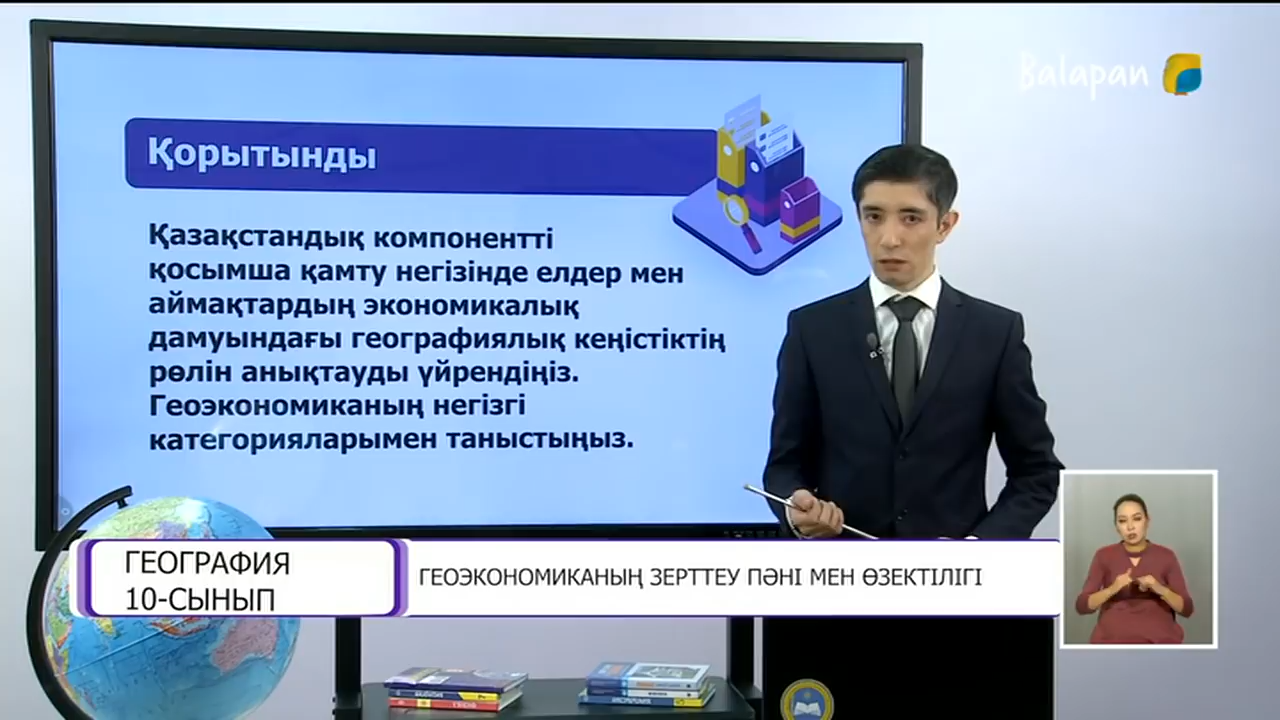 Balapan
Қорытынды
Қазақстандық компонентті
қосымша қамту негізінде елдер мен
аймақтардың экономикалық
дамуындағы географиялық кеңістіктің
рөлін анықтауды үйрендіңіз.
Геоэкономиканың негізгі
категорияларымен таныстыңыз.
ГЕОГРАФИЯ
10-СЫНЫП
ГЕОЭКОНОМИКАНЫҢ ЗЕРТТЕУ ПӘНІ МЕН ӨЗЕКТІЛІГІ